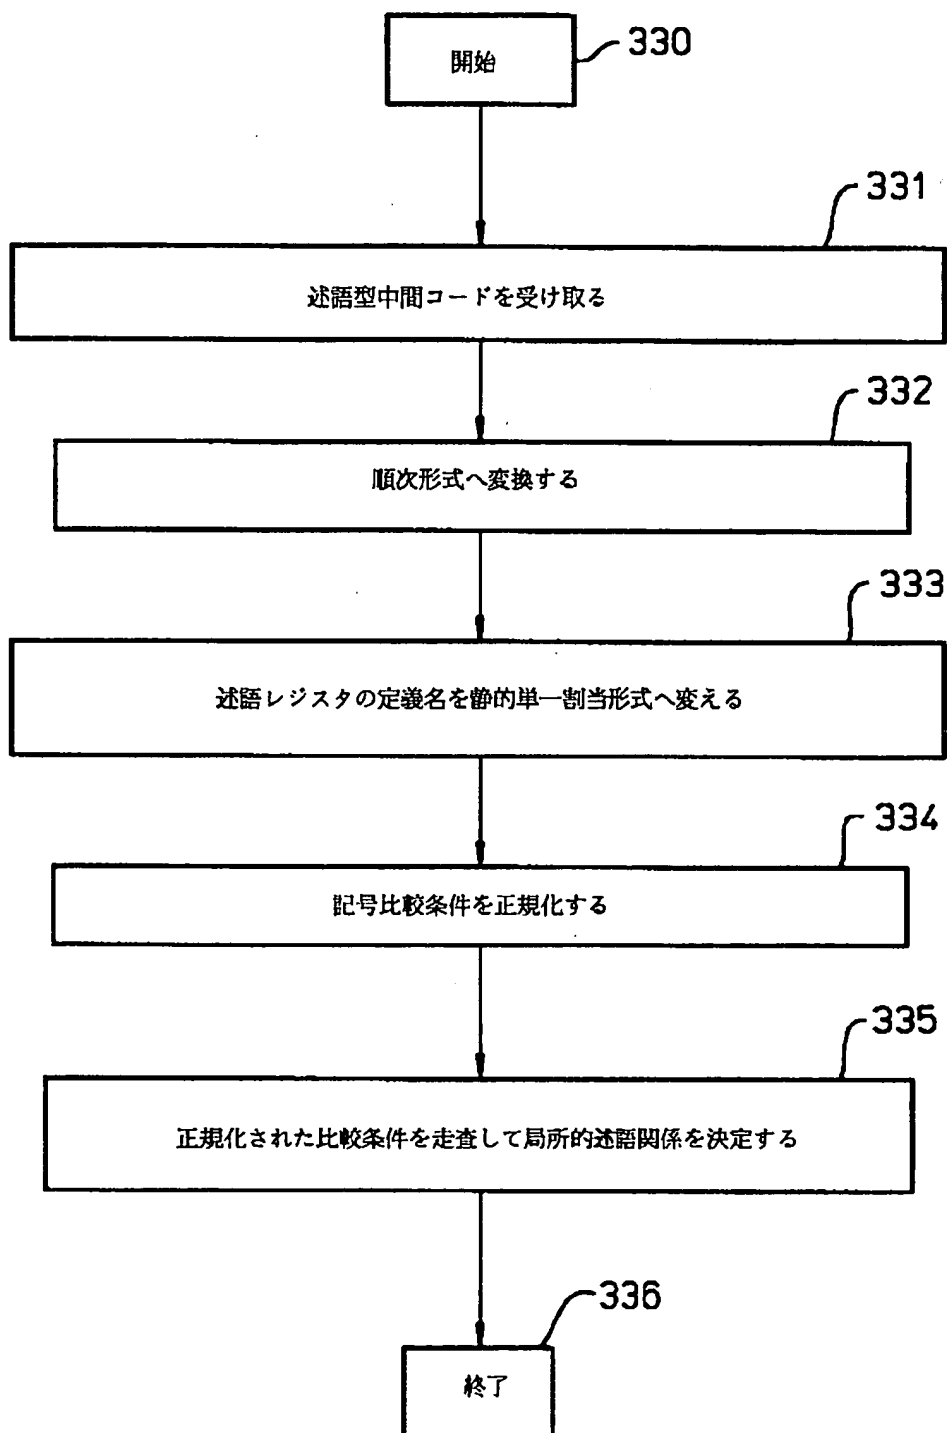 開始
330
331
述語型中間コードを受け取る
332
順次形式へ変換する
333
述語レジスタの定義名を静的単一割当形式へ変える
334
記号比較条件を正規化する
335
正規化された比較条件を走査して局所的述語関係を決定する
336
終了